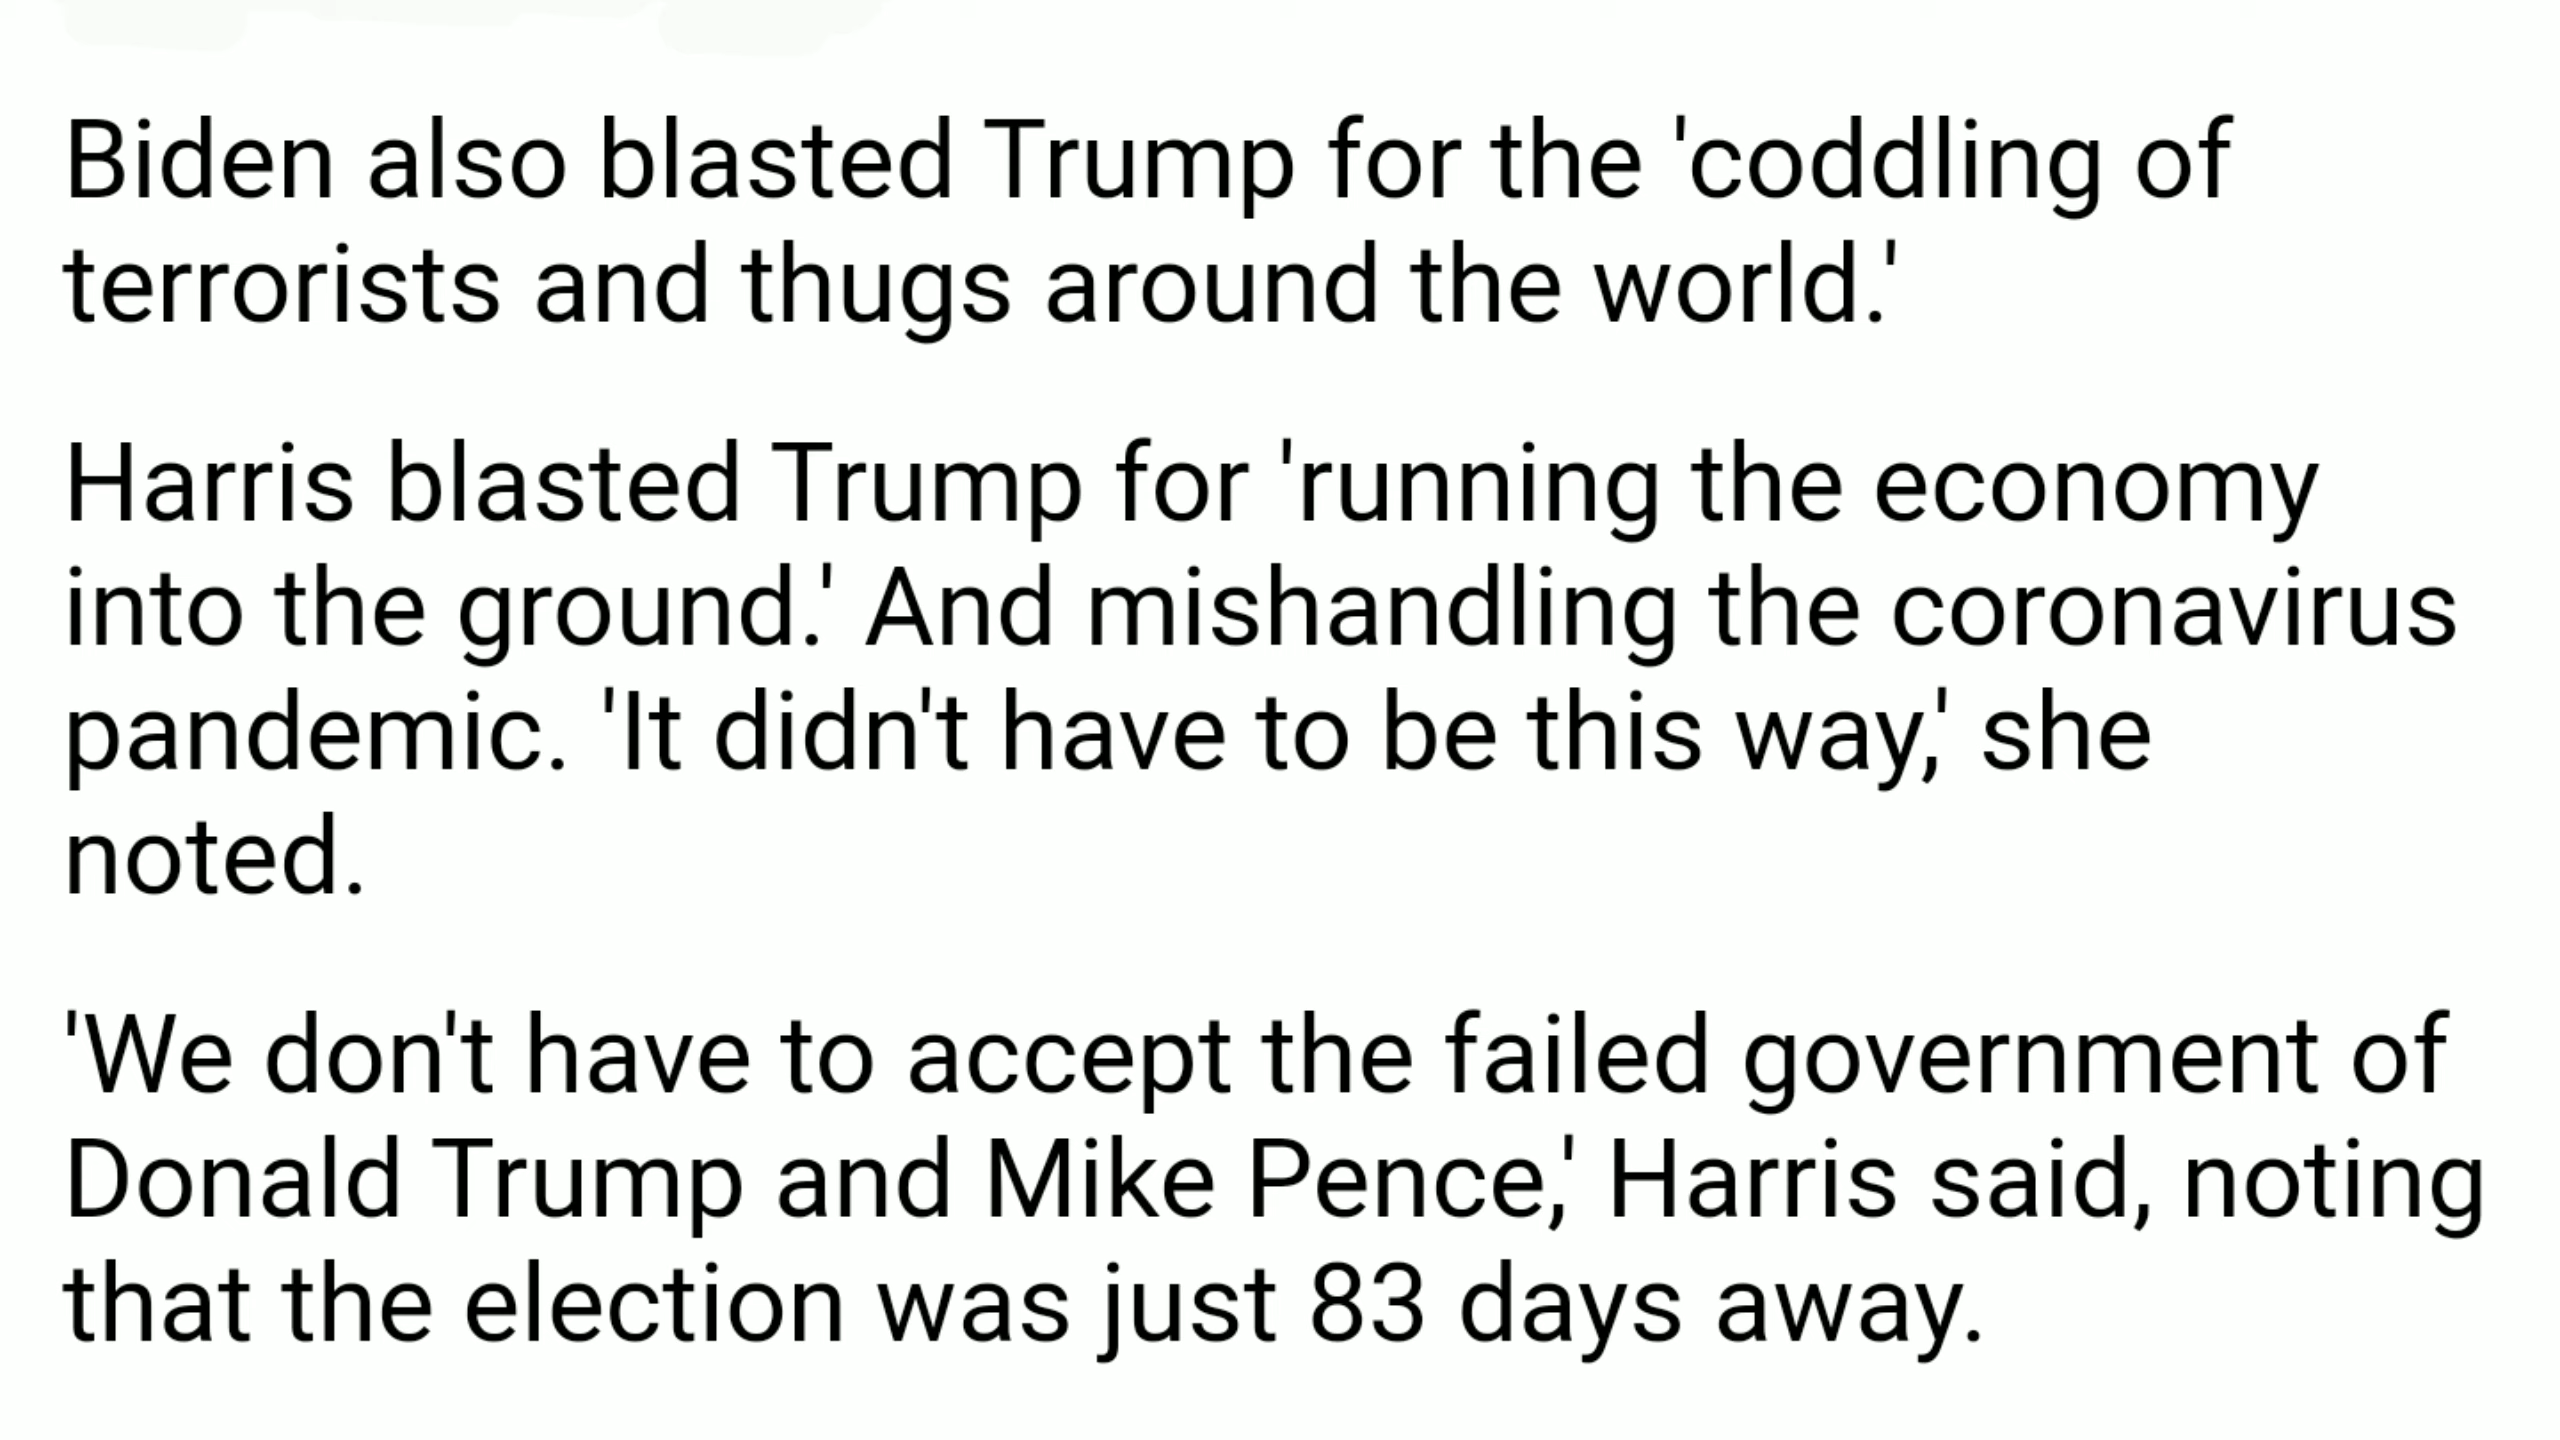 Biden also blasted Trump for the 'coddling of
terrorists and thugs around the world.'
Harris blasted Trump for 'running the economy
into the ground.' And mishandling the coronavirus
pandemic. 'It didn't have to be this way,' she
noted.
'We don't have to accept the failed government of
Donald Trump and Mike Pence,' Harris said, noting
that the election was just 83 days away.